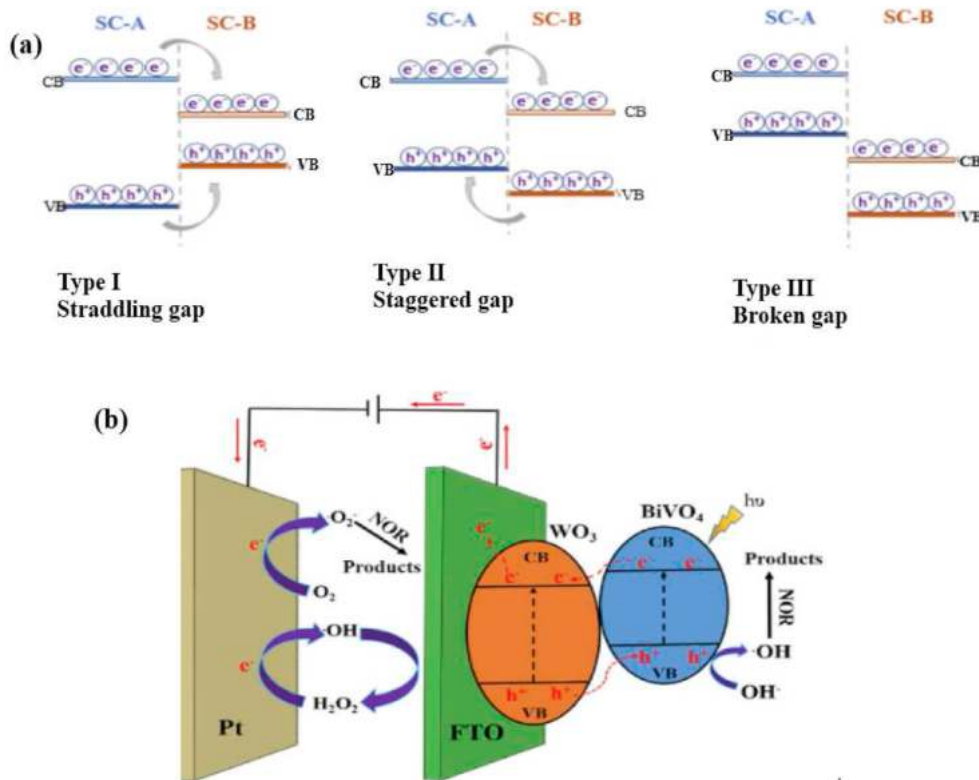 (a)
SC-A SC-B
e⁻ e⁻ e⁻ e⁻
CB
e⁻ e⁻ e⁻ e⁻
CB
h⁺ h⁺ h⁺ h⁺
VB
h⁺ h⁺ h⁺ h⁺
VB
Type I
Straddling gap
SC-A SC-B
e⁻ e⁻ e⁻ e⁻
CB
e⁻ e⁻ e⁻ e⁻
CB
h⁺ h⁺ h⁺ h⁺
VB
h⁺ h⁺ h⁺ h⁺
VB
Type II
Staggered gap
SC-A SC-B
e⁻ e⁻ e⁻ e⁻
CB
h⁺ h⁺ h⁺ h⁺
VB
e⁻ e⁻ e⁻ e⁻
CB
h⁺ h⁺ h⁺ h⁺
VB
Type III
Broken gap
(b)
e⁻
e⁻
e⁻
O₂·⁻
NOR
Products
e⁻
O₂
·OH
e⁻
H₂O₂
Pt
FTO
e⁻
WO₃
CB
e⁻ e⁻
h⁺ h⁺
VB
BiVO₄
hυ
CB
e⁻ e⁻
h⁺ h⁺
VB
Products
NOR
·OH
OH⁻